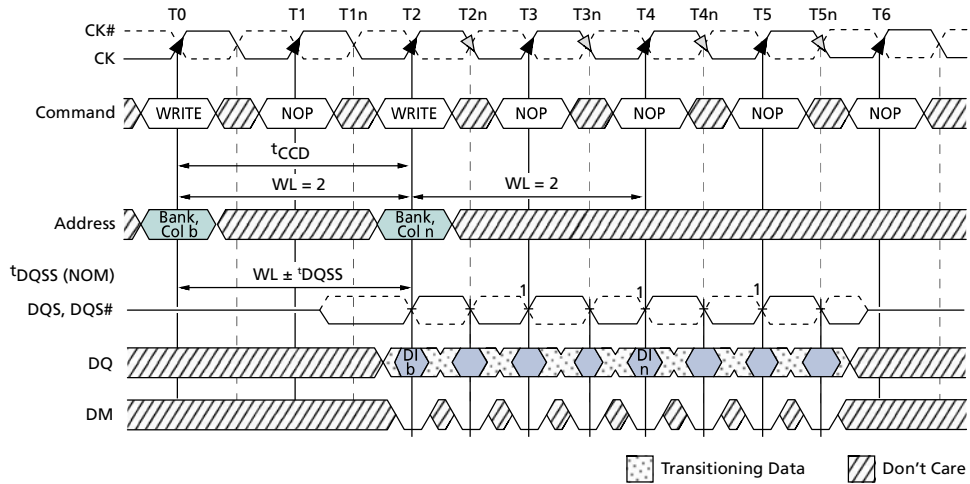 T0 T1 T1n T2 T2n T3 T3n T4 T4n T5 T5n T6
CK#
CK
Command WRITE NOP WRITE NOP NOP NOP NOP
tCCD
WL = 2 WL = 2
Address Bank, Col b Bank, Col n
tDQSS (NOM)
WL ± tDQSS
DQS, DQS# 1 1 1
DQ DI b DI n
DM
Transitioning Data Don't Care